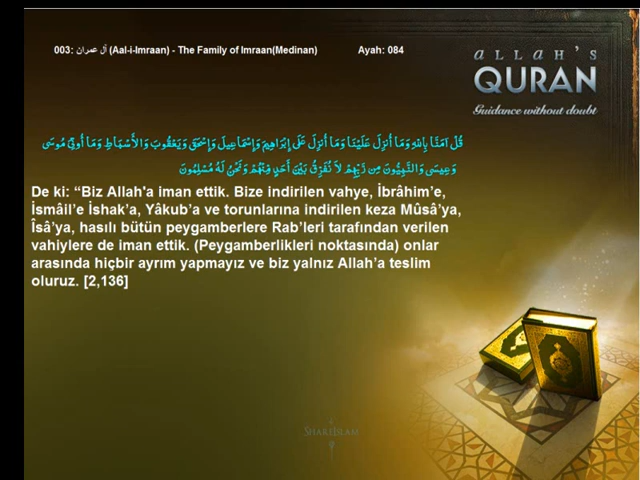 003: آل عمران (Aal-i-Imraan) - The Family of Imraan(Medinan) Ayah: 084
ALLAH'S
QURAN
Guidance without doubt
قُلْ آمَنَّا بِاللّهِ وَمَا أُنزِلَ عَلَيْنَا وَمَا أُنزِلَ عَلَى إِبْرَاهِيمَ وَإِسْمَاعِيلَ وَإِسْحَقَ وَيَعْقُوبَ وَالأَسْبَاطِ وَمَا أُوتِيَ مُوسَى
وَعِيسَى وَالنَّبِيُّونَ مِن رَّبِّهِمْ لاَ نُفَرِّقُ بَيْنَ أَحَدٍ مِّنْهُمْ وَنَحْنُ لَهُ مُسْلِمُونَ
De ki: “Biz Allah'a iman ettik. Bize indirilen vahye, İbrâhim’e,
İsmâil’e İshak’a, Yâkub’a ve torunlarına indirilen keza Mûsâ’ya,
Îsâ’ya, hasılı bütün peygamberlere Rab’leri tarafından verilen
vahiylere de iman ettik. (Peygamberlikleri noktasında) onlar
arasında hiçbir ayrım yapmayız ve biz yalnız Allah’a teslim
oluruz. [2,136]
SHAREISLAM